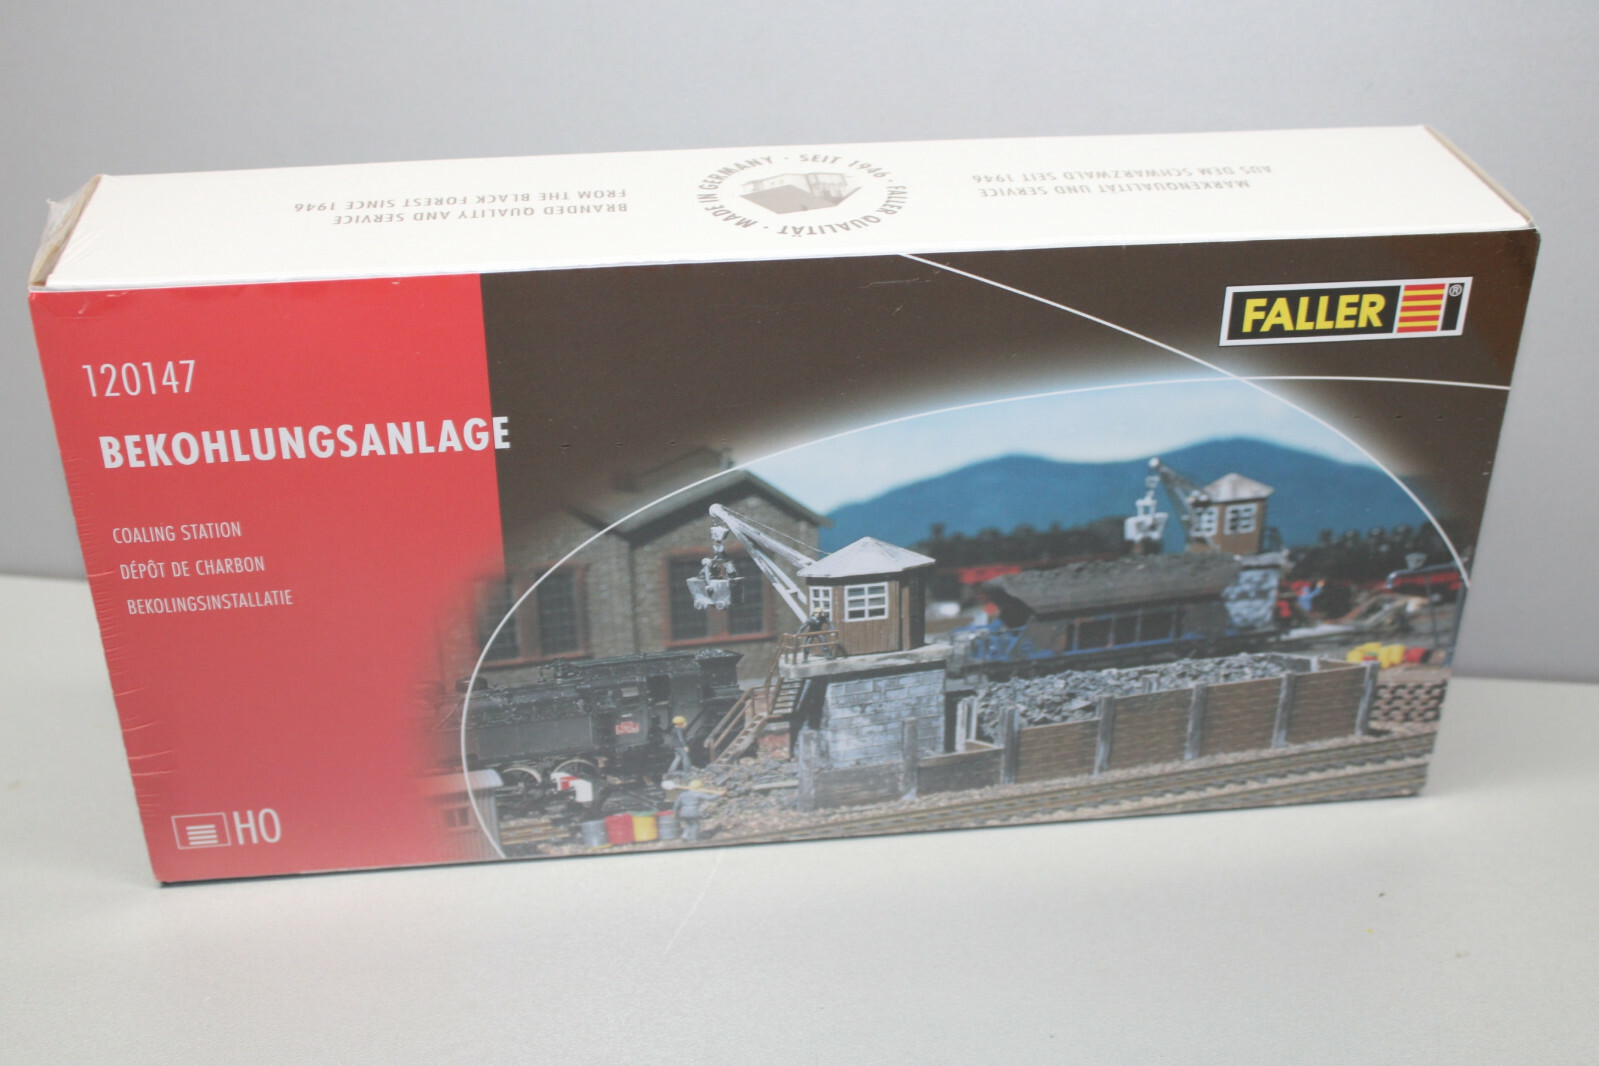 BRANDED QUALITY AND SERVICE
FROM THE BLACK FOREST SINCE 1946
MADE IN GERMANY · SEIT 1946 · FALLER QUALITÄT ·
MARKENQUALITÄT UND SERVICE
AUS DEM SCHWARZWALD SEIT 1946
FALLER®
120147
BEKOHLUNGSANLAGE
COALING STATION
DÉPÔT DE CHARBON
BEKOLINGSINSTALLATIE
HO